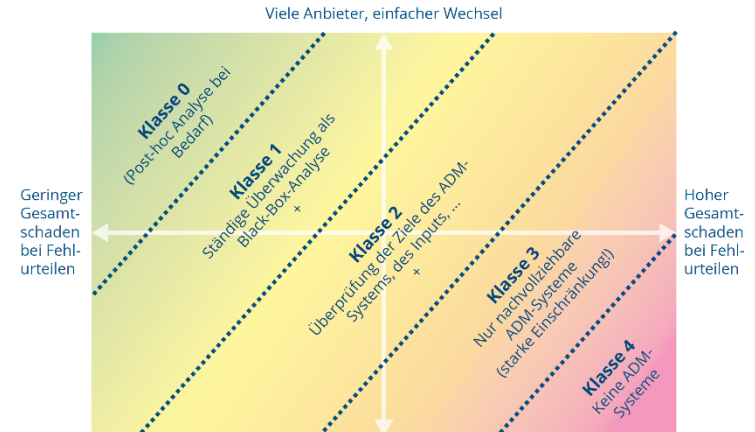 Viele Anbieter, einfacher Wechsel
Klasse 0
(Post-hoc Analyse bei
Bedarf)
Klasse 1
Ständige Überwachung als
Black-Box-Analyse
+
Geringer
Gesamt-
schaden
bei Fehl-
urteilen
Klasse 2
Überprüfung der Ziele des ADM-
Systems, des Inputs, ...
+
Klasse 3
Nur nachvollziehbare
ADM-Systeme
(starke Einschränkung!)
Klasse 4
Keine ADM-
Systeme
Hoher
Gesamt-
schaden
bei Fehl-
urteilen